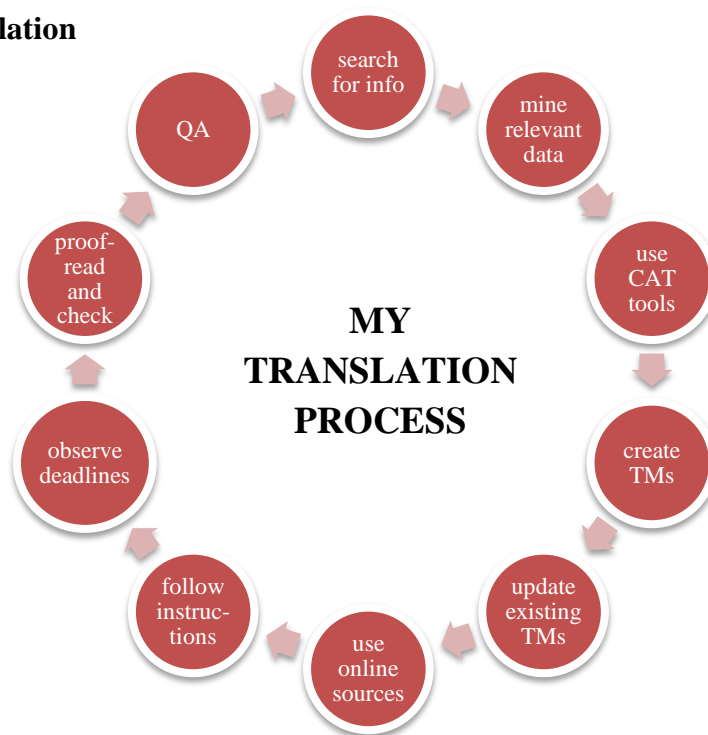 lation
search
for info
mine
relevant
data
use
CAT
tools
create
TMs
update
existing
TMs
use
online
sources
follow
instruc-
tions
observe
deadlines
proof-
read
and
check
QA
MY
TRANSLATION
PROCESS